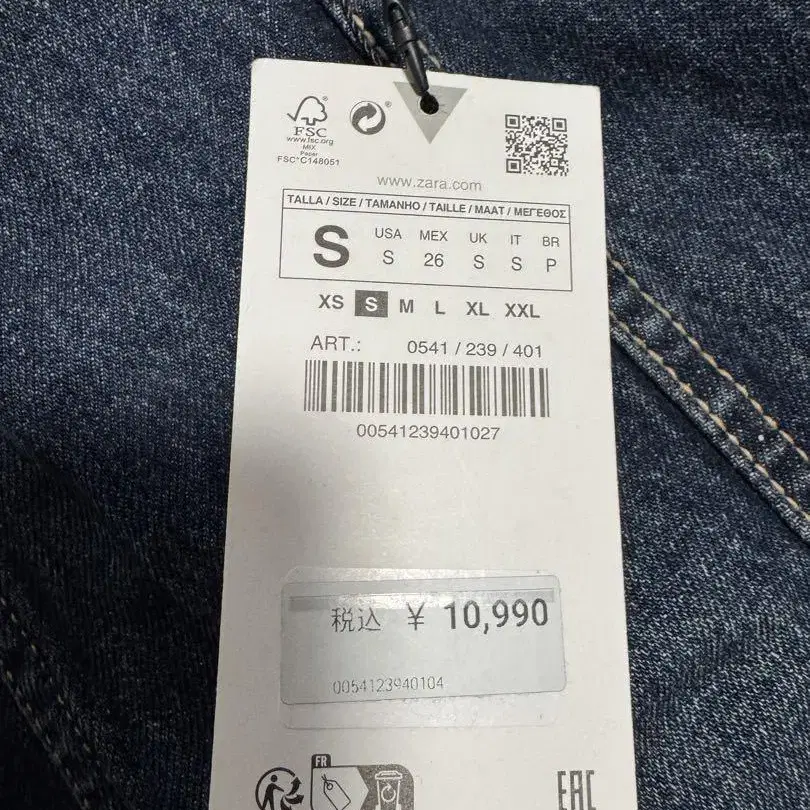 FSC®
www.fsc.org
MIX
Paper
FSC® C148051
®
www.zara.com
TALLA / SIZE / TAMANHO / TAILLE / MAAT / ΜΕΓΕΘΟΣ
S
USA MEX UK IT BR
S 26 S S P
XS S M L XL XXL
ART.: 0541 / 239 / 401
00541239401027
税込 ¥ 10,990
0054123940104
FR
EAC